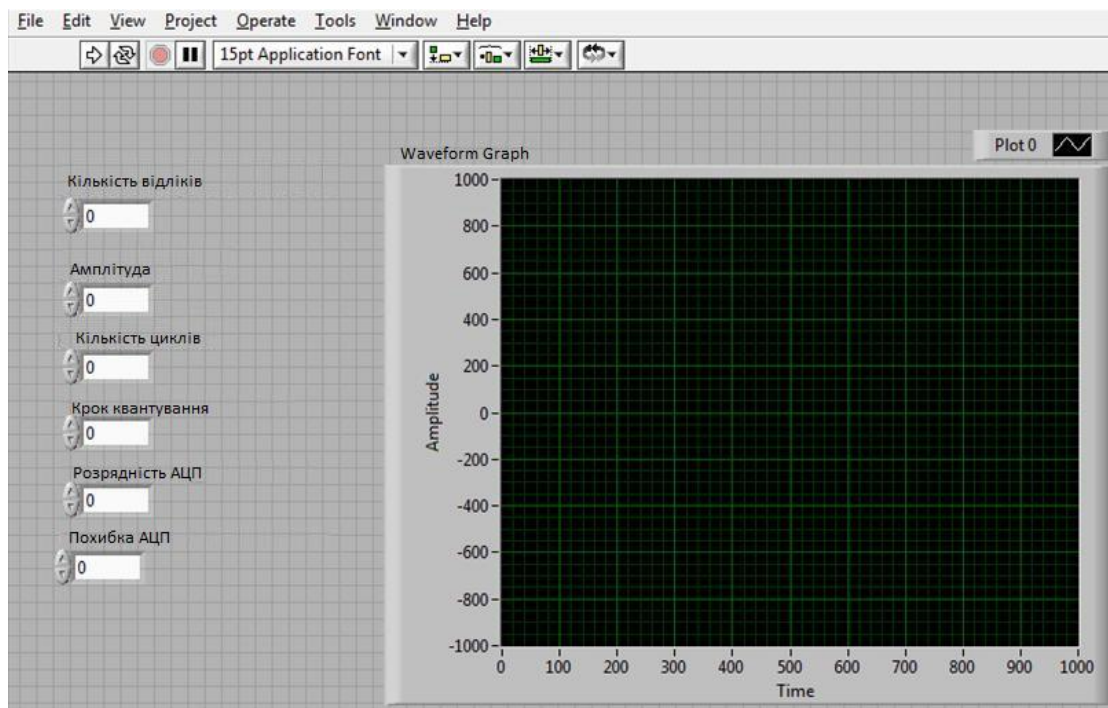 File Edit View Project Operate Tools Window Help
15pt Application Font
Plot 0
Waveform Graph
Кількість відліків
0
Амплітуда
0
Кількість циклів
0
Крок квантування
0
Розрядність АЦП
0
Похибка АЦП
0
Amplitude
1000
800
600
400
200
0
-200
-400
-600
-800
-1000
0 100 200 300 400 500 600 700 800 900 1000
Time